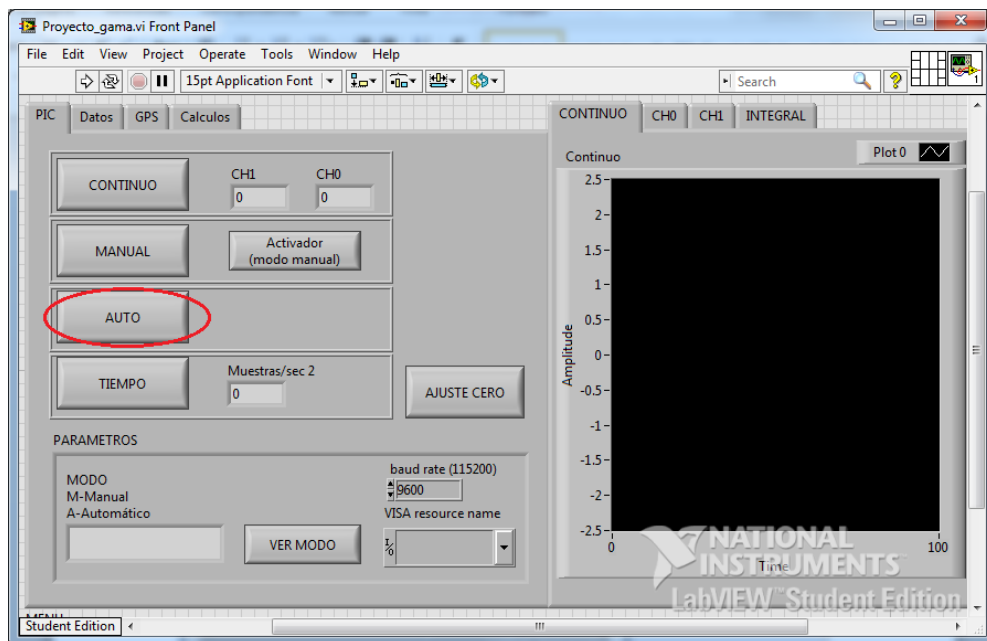 Proyecto_gama.vi Front Panel
File Edit View Project Operate Tools Window Help
15pt Application Font
Search
1
PIC Datos GPS Calculos
CONTINUO CH0 CH1 INTEGRAL
CONTINUO
CH1 CH0
0 0
MANUAL
Activador
(modo manual)
AUTO
TIEMPO
Muestras/sec 2
0
AJUSTE CERO
PARAMETROS
MODO
M-Manual
A-Automático
VER MODO
baud rate (115200)
9600
VISA resource name
I/O
Continuo
Plot 0
Amplitude
2.5
2
1.5
1
0.5
0
-0.5
-1
-1.5
-2
-2.5
0 100
Time
NATIONAL
INSTRUMENTS
LabVIEW™ Student Edition
MENU
Student Edition